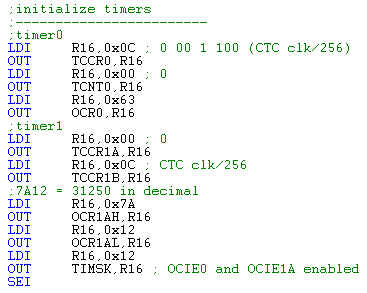 ;initialize timers
;------------------------
;timer0
LDI R16,0x0C ; 0 00 1 100 (CTC clk/256)
OUT TCCR0,R16
LDI R16,0x00 ; 0
OUT TCNT0,R16
LDI R16,0x63
OUT OCR0,R16
;timer1
LDI R16,0x00 ; 0
OUT TCCR1A,R16
LDI R16,0x0C ; CTC clk/256
OUT TCCR1B,R16
;7A12 = 31250 in decimal
LDI R16,0x7A
OUT OCR1AH,R16
LDI R16,0x12
OUT OCR1AL,R16
LDI R16,0x12
OUT TIMSK,R16 ; OCIE0 and OCIE1A enabled
SEI